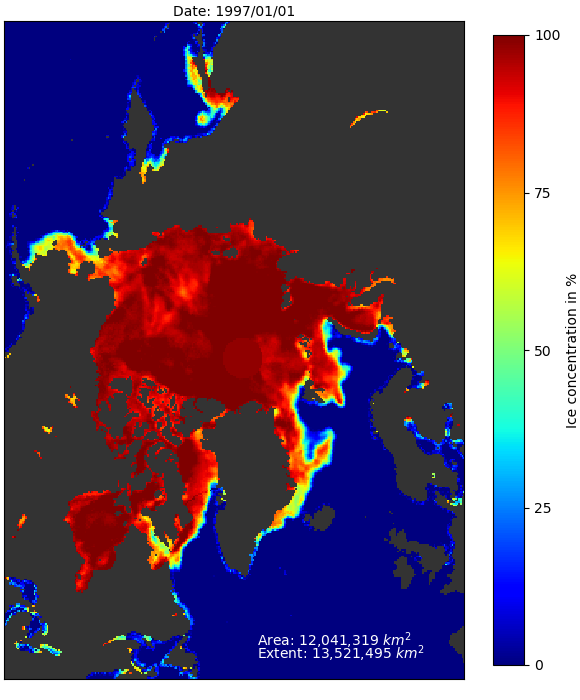 Date: 1997/01/01
100
75
50
25
0
Ice concentration in %
Area: 12,041,319 km²
Extent: 13,521,495 km²